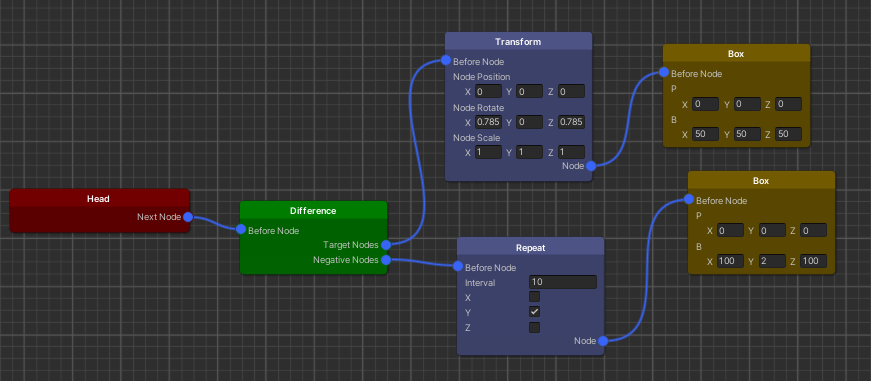 Head
Next Node
Difference
Before Node
Target Nodes
Negative Nodes
Transform
Before Node
Node Position
X 0 Y 0 Z 0
Node Rotate
X 0.785 Y 0 Z 0.785
Node Scale
X 1 Y 1 Z 1
Node
Repeat
Before Node
Interval 10
X
Y
Z
Node
Box
Before Node
P
X 0 Y 0 Z 0
B
X 50 Y 50 Z 50
Box
Before Node
P
X 0 Y 0 Z 0
B
X 100 Y 2 Z 100